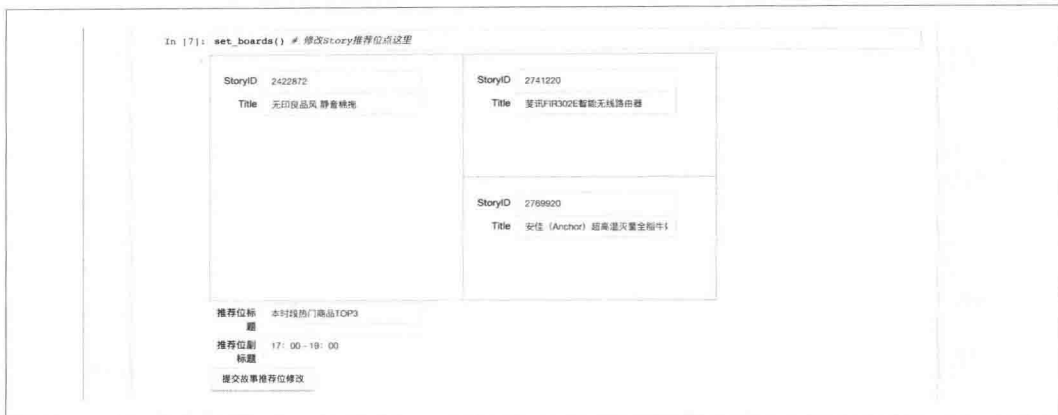 In [7]: set_boards() # 修改Story推荐位点这里
StoryID 2422872
Title 无印良品风 静音棉拖
StoryID 2741220
Title 斐讯FIR302E智能无线路由器
StoryID 2769920
Title 安佳（Anchor）超高温灭菌全脂牛
推荐位标
题
本时段热门商品TOP3
推荐位副
标题
17：00 - 19：00
提交故事推荐位修改